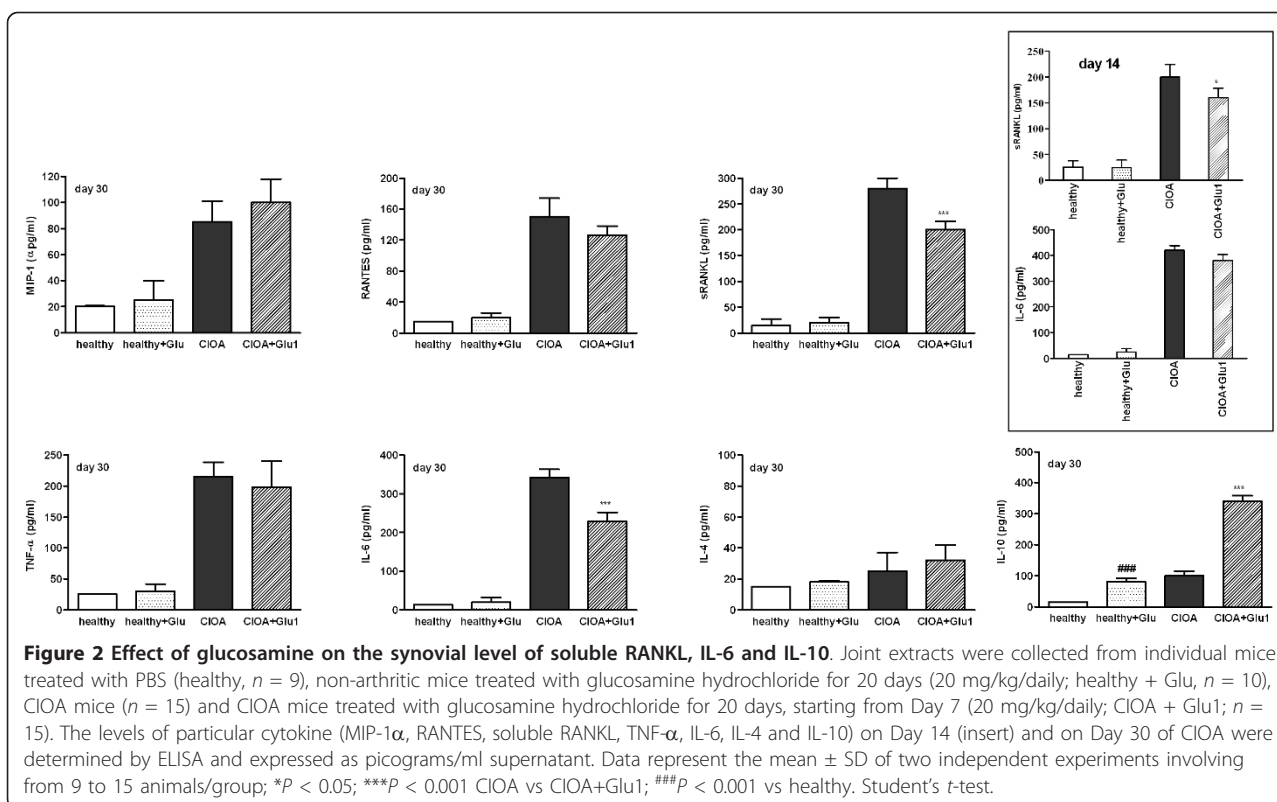 day 14
sRANKL (pg/ml)
250
200
150
100
50
0
*
healthy
healthy+Glu
CIOA
CIOA+Glu1
IL-6 (pg/ml)
500
400
300
200
100
0
healthy
healthy+Glu
CIOA
CIOA+Glu1
day 30
MIP-1 (α pg/ml)
120
100
80
60
40
20
0
healthy healthy+Glu CIOA CIOA+Glu1
day 30
RANTES (pg/ml)
200
160
120
80
40
0
healthy healthy+Glu CIOA CIOA+Glu1
day 30
sRANKL (pg/ml)
300
250
200
150
100
50
0
***
healthy healthy+Glu CIOA CIOA+Glu1
day 30
TNF-α (pg/ml)
250
200
150
100
50
0
healthy healthy+Glu CIOA CIOA+Glu1
day 30
IL-6 (pg/ml)
400
300
200
100
0
***
healthy healthy+Glu CIOA CIOA+Glu1
day 30
IL-4 (pg/ml)
100
80
60
40
20
0
healthy healthy+Glu CIOA CIOA+Glu1
day 30
IL-10 (pg/ml)
500
400
300
200
100
0
###
***
healthy healthy+Glu CIOA CIOA+Glu1
Figure 2 Effect of glucosamine on the synovial level of soluble RANKL, IL-6 and IL-10. Joint extracts were collected from individual mice
treated with PBS (healthy, n = 9), non-arthritic mice treated with glucosamine hydrochloride for 20 days (20 mg/kg/daily; healthy + Glu, n = 10),
CIOA mice (n = 15) and CIOA mice treated with glucosamine hydrochloride for 20 days, starting from Day 7 (20 mg/kg/daily; CIOA + Glu1; n =
15). The levels of particular cytokine (MIP-1α, RANTES, soluble RANKL, TNF-α, IL-6, IL-4 and IL-10) on Day 14 (insert) and on Day 30 of CIOA were
determined by ELISA and expressed as picograms/ml supernatant. Data represent the mean ± SD of two independent experiments involving
from 9 to 15 animals/group; *P < 0.05; ***P < 0.001 CIOA vs CIOA+Glu1; ###P < 0.001 vs healthy. Student's t-test.